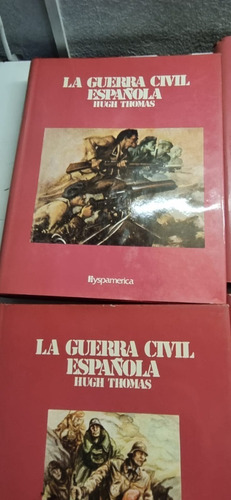 LA GUERRA CIVIL
ESPAÑOLA
HUGH THOMAS
Hyspamerica
LA GUERRA CIVIL
ESPAÑOLA
HUGH THOMAS